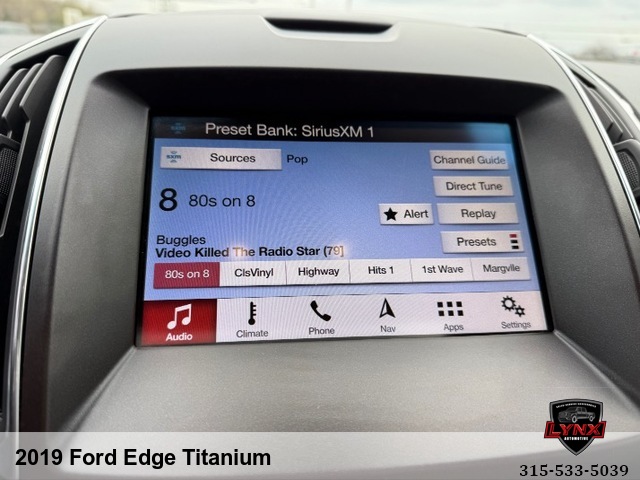 Preset Bank: SiriusXM 1
Sources
Pop
Channel Guide
Direct Tune
8 80s on 8
Alert
Replay
Presets
Buggles
Video Killed The Radio Star (79]
80s on 8 ClsVinyl Highway Hits 1 1st Wave Margvlle
Audio Climate Phone Nav Apps Settings
LYNX
AUTOMOTIVE
2019 Ford Edge Titanium
315-533-5039